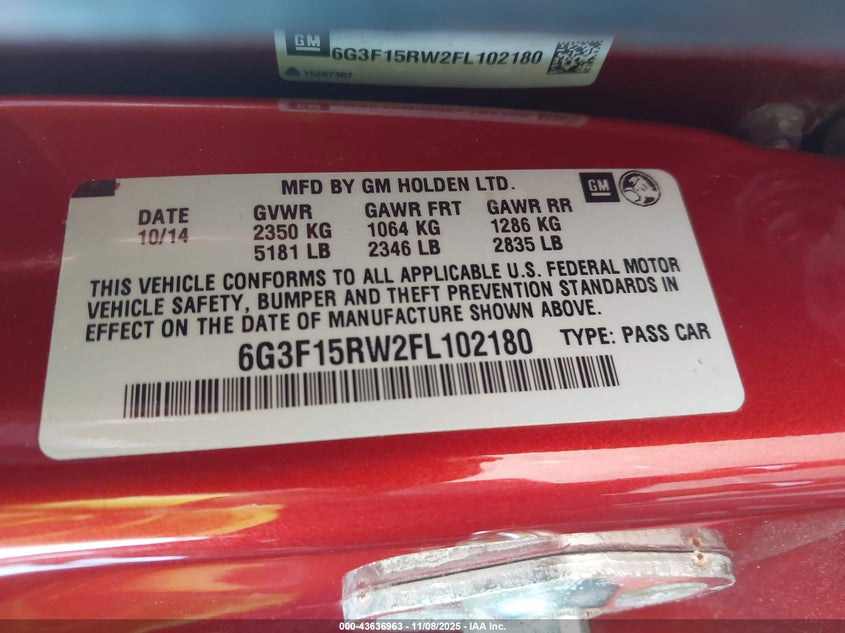 GM
6G3F15RW2FL102180
15267367
MFD BY GM HOLDEN LTD.
GM
DATE GVWR GAWR FRT GAWR RR
10/14 2350 KG 1064 KG 1286 KG
5181 LB 2346 LB 2835 LB
THIS VEHICLE CONFORMS TO ALL APPLICABLE U.S. FEDERAL MOTOR
VEHICLE SAFETY, BUMPER AND THEFT PREVENTION STANDARDS IN
EFFECT ON THE DATE OF MANUFACTURE SHOWN ABOVE.
6G3F15RW2FL102180 TYPE: PASS CAR
000-43636963 - 11/08/2025 - IAA Inc.